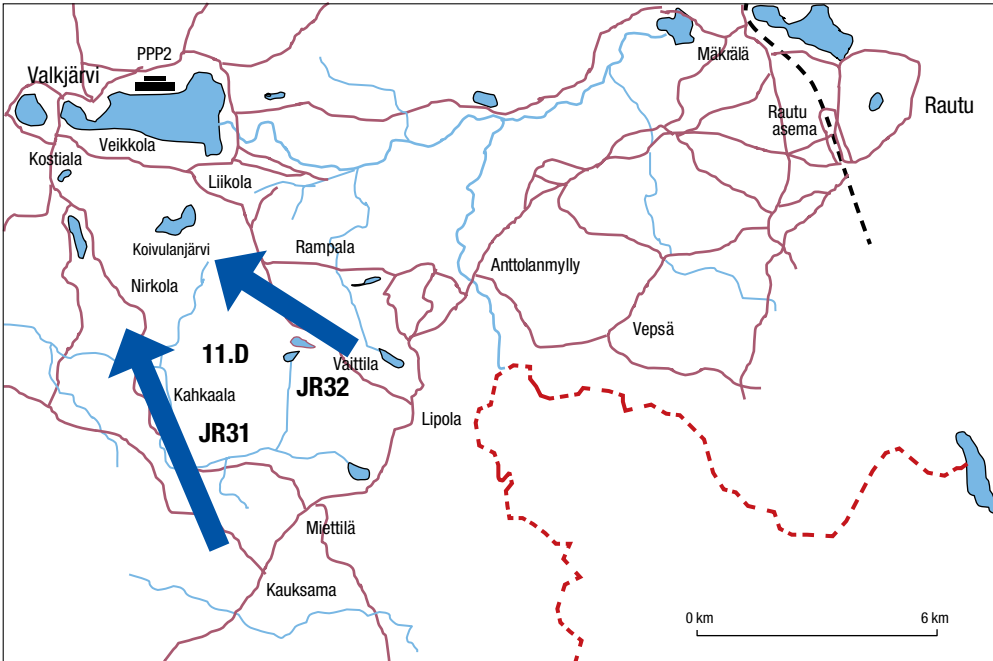 PPP2
Valkjärvi
Mäkrälä
Rautu
Rautu
asema
Veikkola
Kostiala
Liikola
Koivulanjärvi
Rampala
Anttolanmylly
Nirkola
Vepsä
11.D
Vaittila
JR32
Kahkaala
Lipola
JR31
Miettilä
Kauksama
0 km
6 km